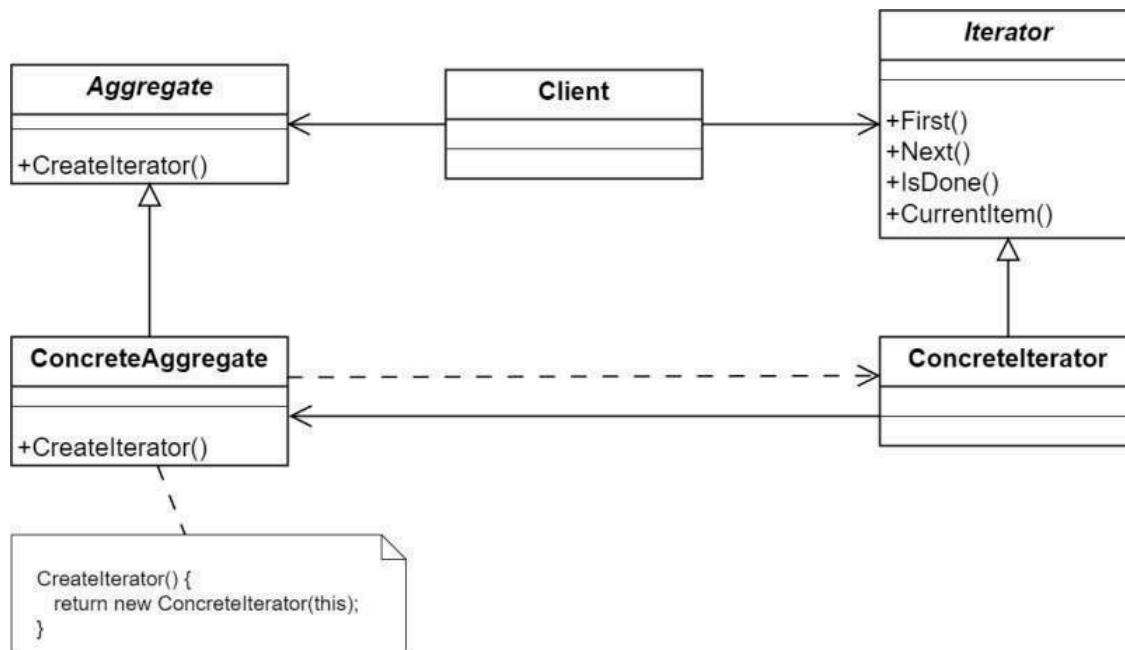 Aggregate
+CreateIterator()
Client
Iterator
+First()
+Next()
+IsDone()
+CurrentItem()
ConcreteAggregate
+CreateIterator()
ConcreteIterator
CreateIterator() {
return new ConcreteIterator(this);
}